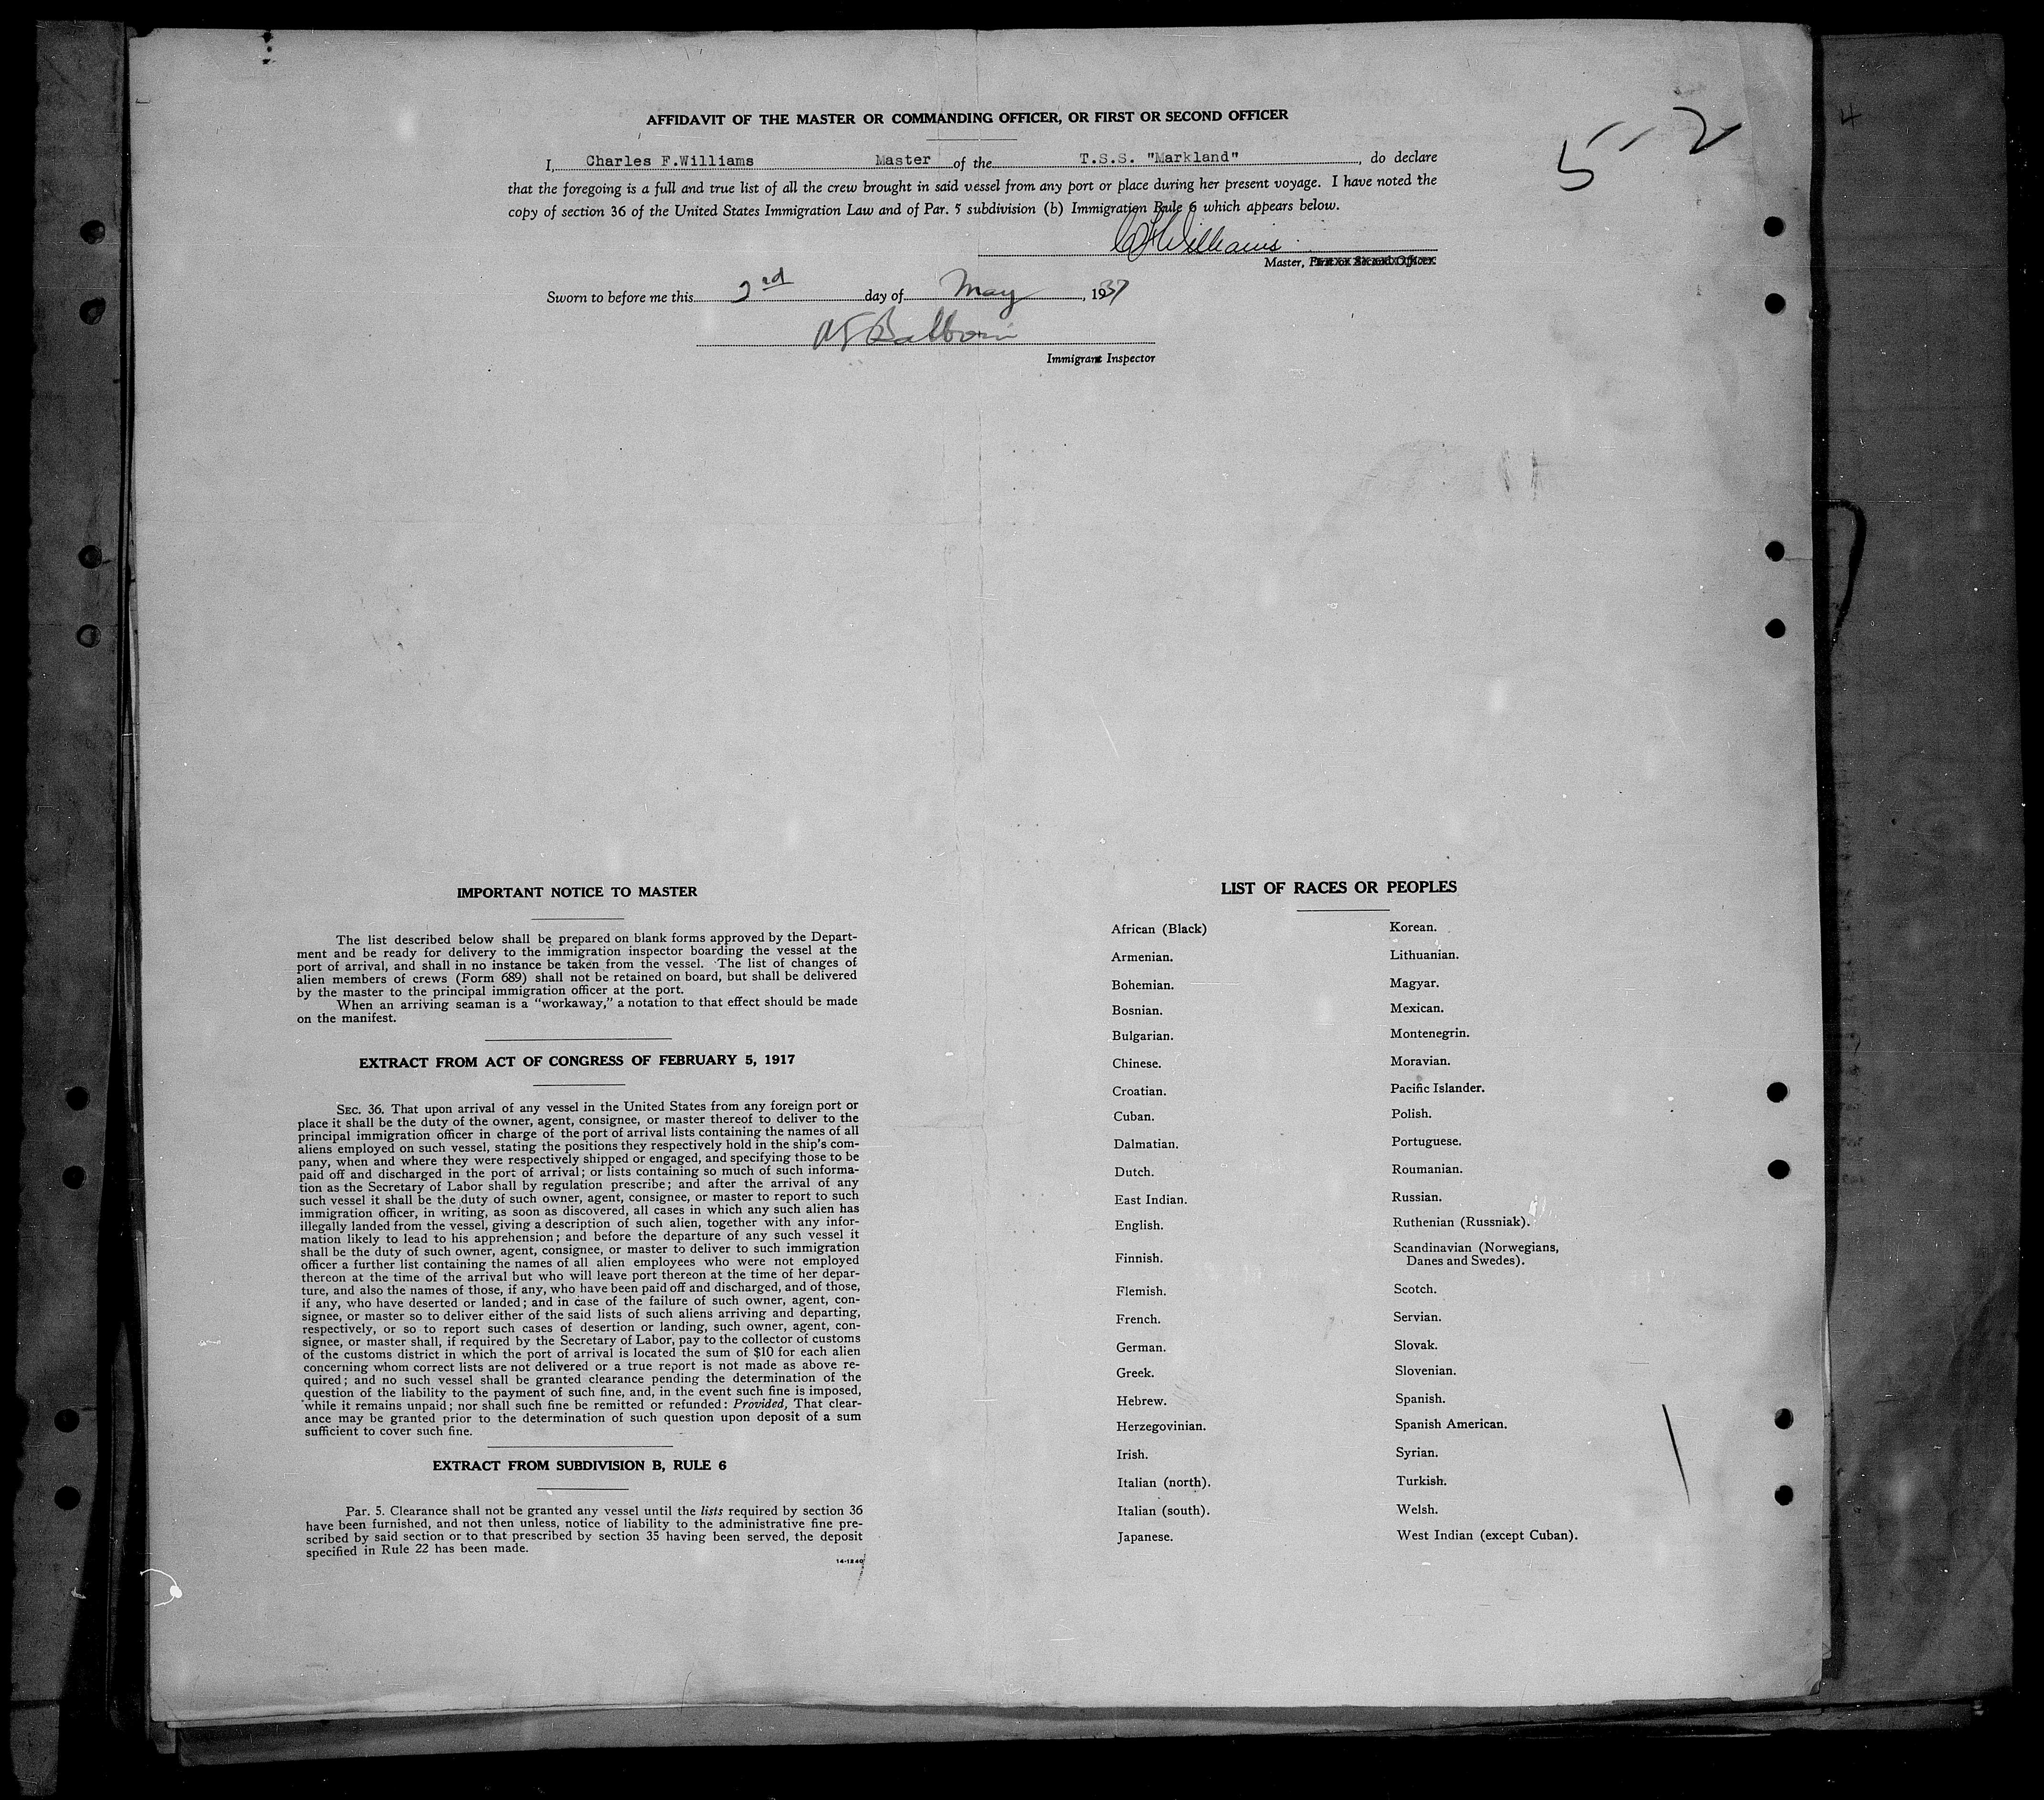 AFFIDAVIT OF THE MASTER OR COMMANDING OFFICER, OR FIRST OR SECOND OFFICER
5 - 2
4
I, Charles F.Williams Master of the T.S.S. "Markland", do declare
that the foregoing is a full and true list of all the crew brought in said vessel from any port or place during her present voyage. I have noted the
copy of section 36 of the United States Immigration Law and of Par. 5 subdivision (b) Immigration Rule 6 which appears below.
CFWilliams
Master, First or Second Officer.
Sworn to before me this 2nd day of May, 1937
Immigrant Inspector
IMPORTANT NOTICE TO MASTER
The list described below shall be prepared on blank forms approved by the Depart-
ment and be ready for delivery to the immigration inspector boarding the vessel at the
port of arrival, and shall in no instance be taken from the vessel. The list of changes of
alien members of crews (Form 689) shall not be retained on board, but shall be delivered
by the master to the principal immigration officer at the port.
When an arriving seaman is a "workaway," a notation to that effect should be made
on the manifest.
EXTRACT FROM ACT OF CONGRESS OF FEBRUARY 5, 1917
SEC. 36. That upon arrival of any vessel in the United States from any foreign port or
place it shall be the duty of the owner, agent, consignee, or master thereof to deliver to the
principal immigration officer in charge of the port of arrival lists containing the names of all
aliens employed on such vessel, stating the positions they respectively hold in the ship's com-
pany, when and where they were respectively shipped or engaged, and specifying those to be
paid off and discharged in the port of arrival; or lists containing so much of such informa-
tion as the Secretary of Labor shall by regulation prescribe; and after the arrival of any
such vessel it shall be the duty of such owner, agent, consignee, or master to report to such
immigration officer, in writing, as soon as discovered, all cases in which any such alien has
illegally landed from the vessel, giving a description of such alien, together with any infor-
mation likely to lead to his apprehension; and before the departure of any such vessel it
shall be the duty of such owner, agent, consignee, or master to deliver to such immigration
officer a further list containing the names of all alien employees who were not employed
thereon at the time of the arrival but who will leave port thereon at the time of her depar-
ture, and also the names of those, if any, who have been paid off and discharged, and of those,
if any, who have deserted or landed; and in case of the failure of such owner, agent, con-
signee, or master so to deliver either of the said lists of such aliens arriving and departing,
respectively, or so to report such cases of desertion or landing, such owner, agent, con-
signee, or master shall, if required by the Secretary of Labor, pay to the collector of customs
of the customs district in which the port of arrival is located the sum of $10 for each alien
concerning whom correct lists are not delivered or a true report is not made as above re-
quired; and no such vessel shall be granted clearance pending the determination of the
question of the liability to the payment of such fine, and, in the event such fine is imposed,
while it remains unpaid; nor shall such fine be remitted or refunded: Provided, That clear-
ance may be granted prior to the determination of such question upon deposit of a sum
sufficient to cover such fine.
EXTRACT FROM SUBDIVISION B, RULE 6
Par. 5. Clearance shall not be granted any vessel until the lists required by section 36
have been furnished, and not then unless, notice of liability to the administrative fine pre-
scribed by said section or to that prescribed by section 35 having been served, the deposit
specified in Rule 22 has been made.
14-1240
LIST OF RACES OR PEOPLES
African (Black)
Armenian.
Bohemian.
Bosnian.
Bulgarian.
Chinese.
Croatian.
Cuban.
Dalmatian.
Dutch.
East Indian.
English.
Finnish.
Flemish.
French.
German.
Greek.
Hebrew.
Herzegovinian.
Irish.
Italian (north).
Italian (south).
Japanese.
Korean.
Lithuanian.
Magyar.
Mexican.
Montenegrin.
Moravian.
Pacific Islander.
Polish.
Portuguese.
Roumanian.
Russian.
Ruthenian (Russniak).
Scandinavian (Norwegians,
Danes and Swedes).
Scotch.
Servian.
Slovak.
Slovenian.
Spanish.
Spanish American.
Syrian.
Turkish.
Welsh.
West Indian (except Cuban).